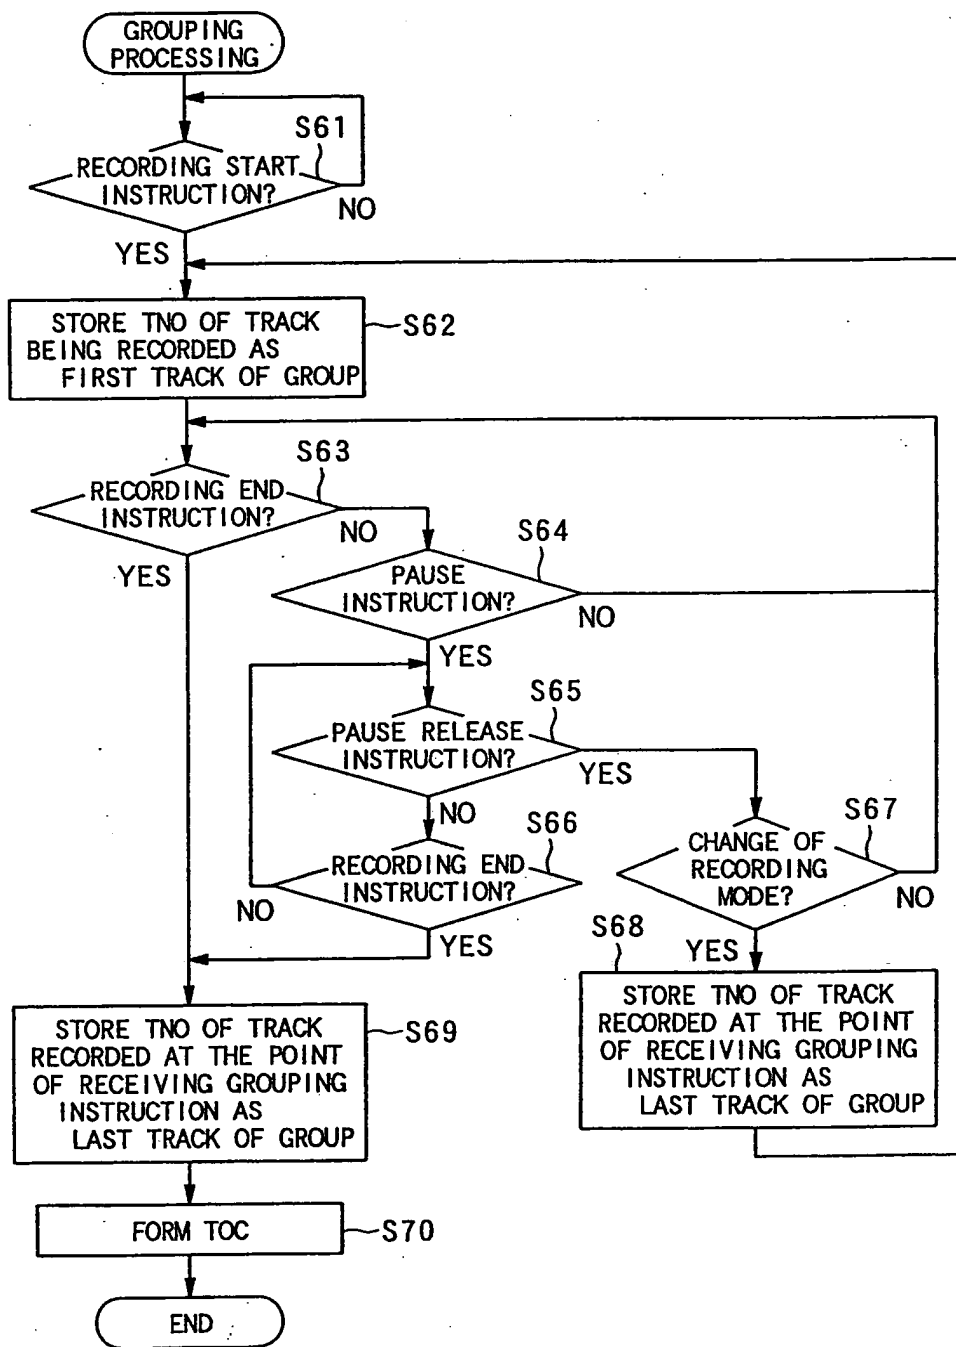 GROUPING
PROCESSING
S61
RECORDING START
INSTRUCTION?
NO
YES
STORE TNO OF TRACK
BEING RECORDED AS
FIRST TRACK OF GROUP
S62
S63
RECORDING END
INSTRUCTION?
NO
YES
S64
PAUSE
INSTRUCTION?
NO
YES
S65
PAUSE RELEASE
INSTRUCTION?
YES
NO
S66
RECORDING END
INSTRUCTION?
NO
YES
S67
CHANGE OF
RECORDING
MODE?
NO
YES
S68
STORE TNO OF TRACK
RECORDED AT THE POINT
OF RECEIVING GROUPING
INSTRUCTION AS
LAST TRACK OF GROUP
STORE TNO OF TRACK
RECORDED AT THE POINT
OF RECEIVING GROUPING
INSTRUCTION AS
LAST TRACK OF GROUP
S69
FORM TOC
S70
END